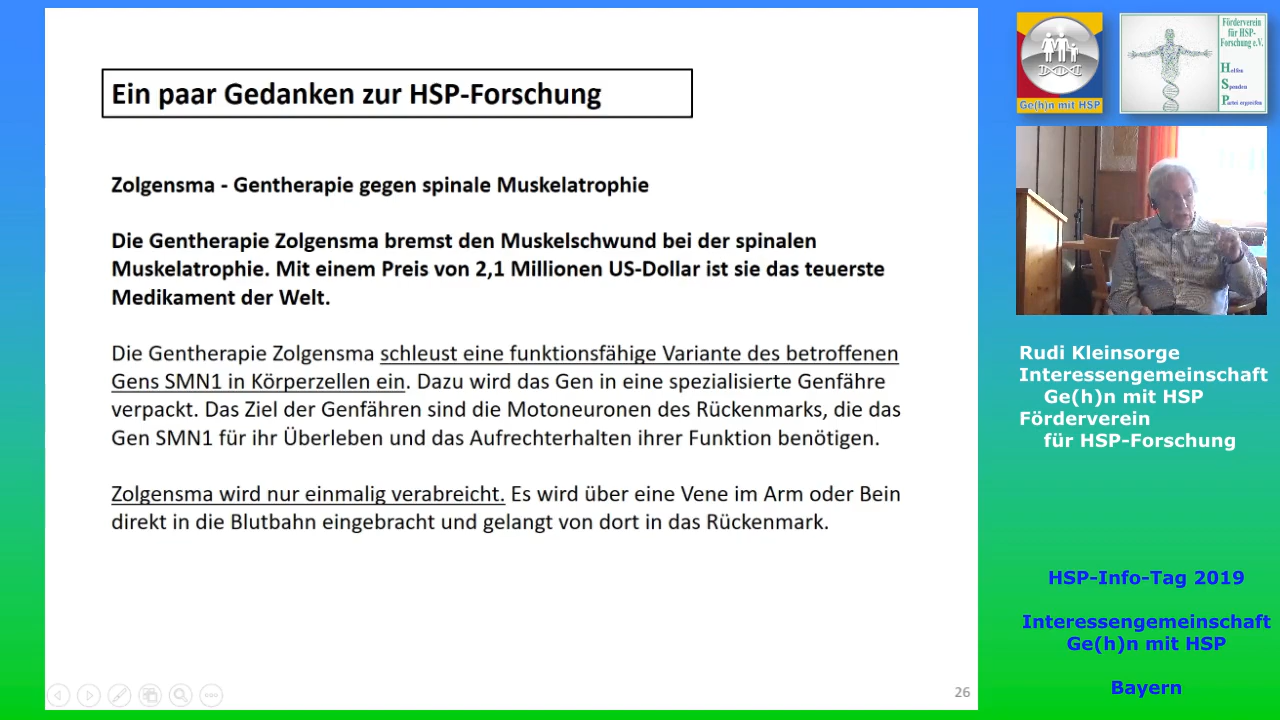 Ein paar Gedanken zur HSP-Forschung
Zolgensma - Gentherapie gegen spinale Muskelatrophie
Die Gentherapie Zolgensma bremst den Muskelschwund bei der spinalen
Muskelatrophie. Mit einem Preis von 2,1 Millionen US-Dollar ist sie das teuerste
Medikament der Welt.
Die Gentherapie Zolgensma schleust eine funktionsfähige Variante des betroffenen
Gens SMN1 in Körperzellen ein. Dazu wird das Gen in eine spezialisierte Genfähre
verpackt. Das Ziel der Genfähren sind die Motoneuronen des Rückenmarks, die das
Gen SMN1 für ihr Überleben und das Aufrechterhalten ihrer Funktion benötigen.
Zolgensma wird nur einmalig verabreicht. Es wird über eine Vene im Arm oder Bein
direkt in die Blutbahn eingebracht und gelangt von dort in das Rückenmark.
26
Ge(h)n mit HSP
Förderverein
für HSP-
Forschung e.V.
Helfen
Spenden
Partei ergreifen
Rudi Kleinsorge
Interessengemeinschaft
Ge(h)n mit HSP
Förderverein
für HSP-Forschung
HSP-Info-Tag 2019
Interessengemeinschaft
Ge(h)n mit HSP
Bayern